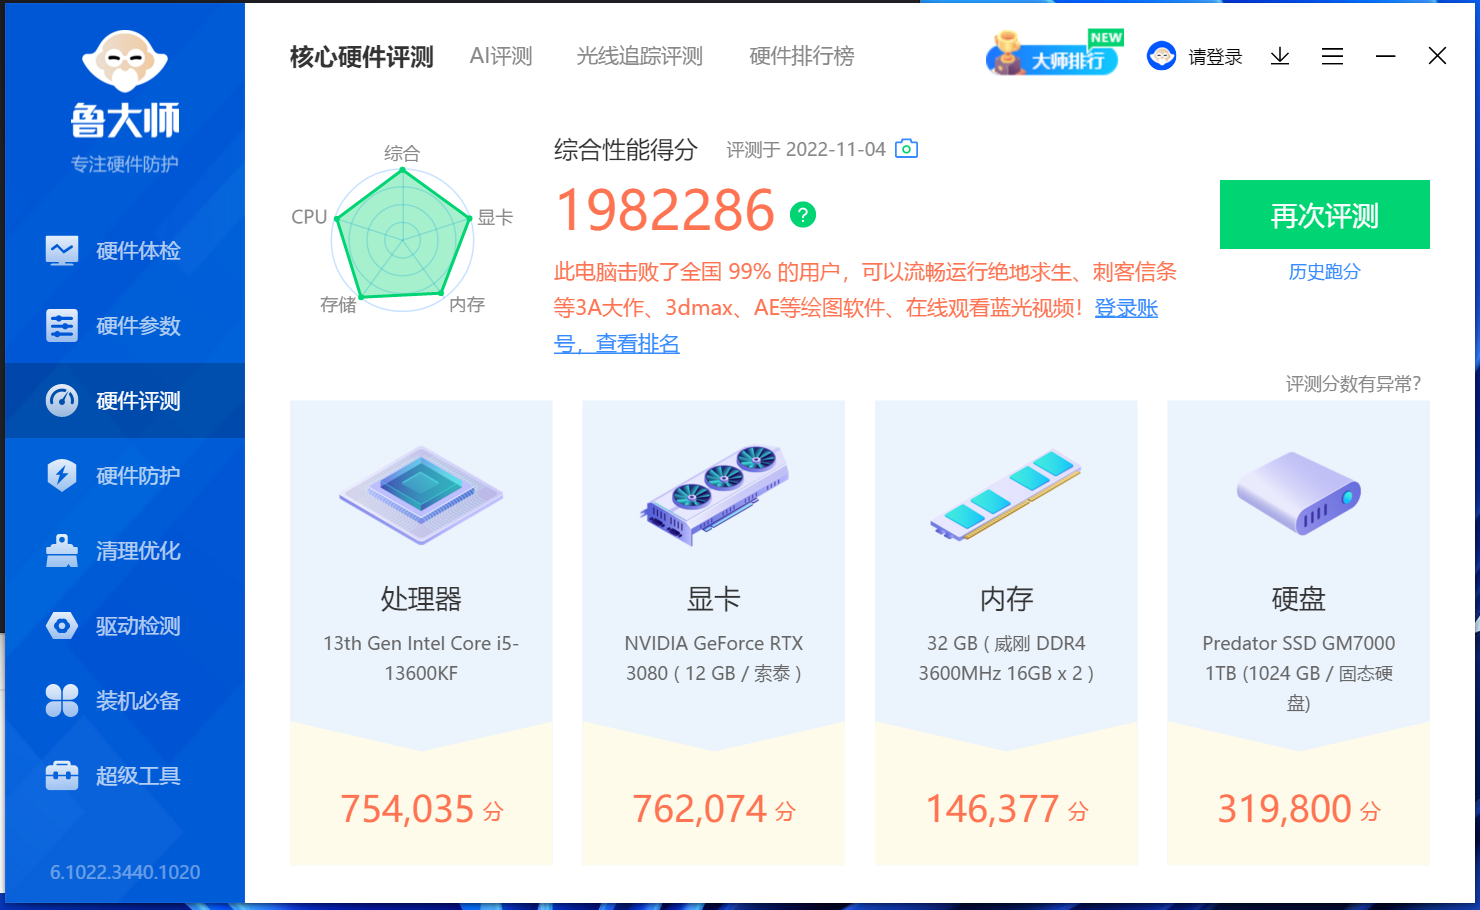 鲁大师
专注硬件防护
硬件体检
硬件参数
硬件评测
硬件防护
清理优化
驱动检测
装机必备
超级工具
6.1022.3440.1020
核心硬件评测
AI评测
光线追踪评测
硬件排行榜
大师排行
NEW
请登录
综合
CPU
显卡
存储
内存
综合性能得分
评测于 2022-11-04
1982286
?
此电脑击败了全国 99% 的用户，可以流畅运行绝地求生、刺客信条
等3A大作、3dmax、AE等绘图软件、在线观看蓝光视频！登录账
号，查看排名
再次评测
历史跑分
评测分数有异常?
处理器
13th Gen Intel Core i5-
13600KF
754,035 分
显卡
NVIDIA GeForce RTX
3080 ( 12 GB / 索泰 )
762,074 分
内存
32 GB ( 威刚 DDR4
3600MHz 16GB x 2 )
146,377 分
硬盘
Predator SSD GM7000
1TB (1024 GB / 固态硬
盘)
319,800 分